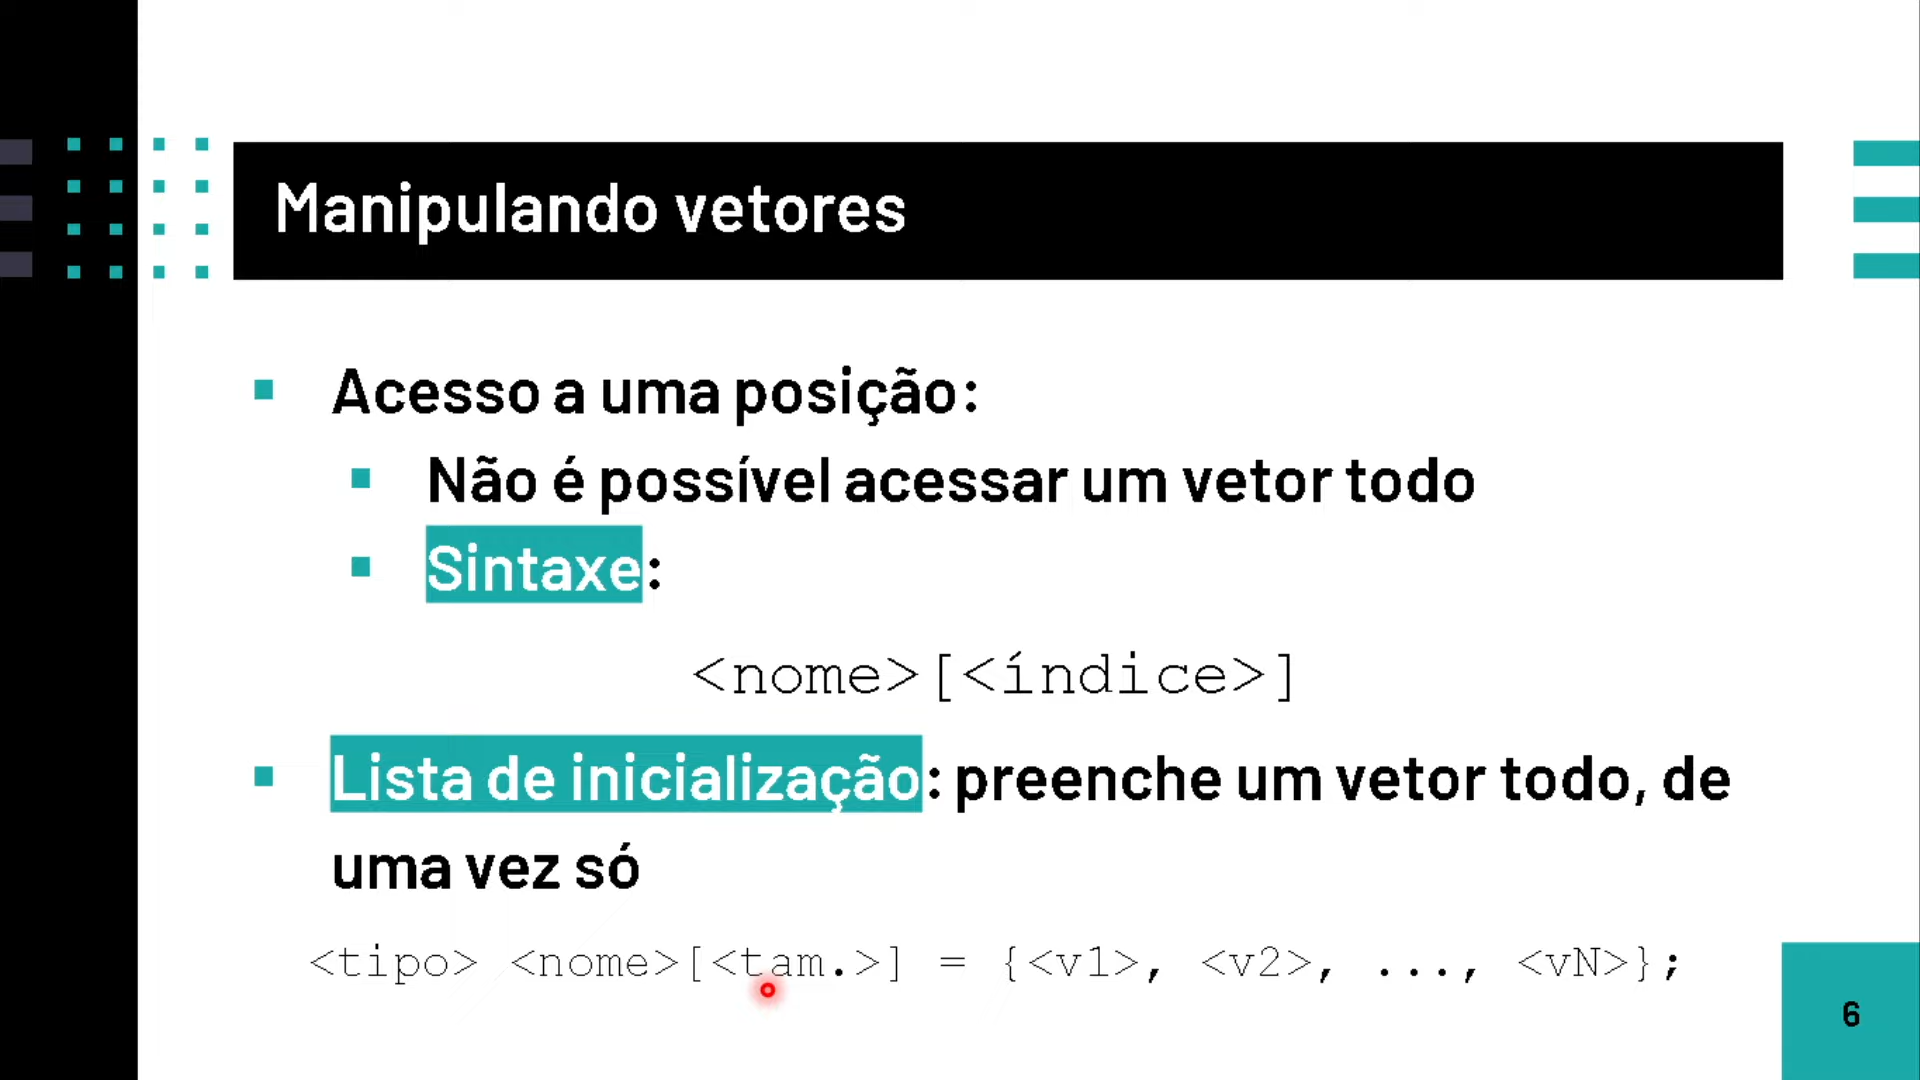 Manipulando vetores
Acesso a uma posição:
Não é possível acessar um vetor todo
Sintaxe:
<nome>[<índice>]
Lista de inicialização: preenche um vetor todo, de
uma vez só
<tipo> <nome>[<tam.>] = {<v1>, <v2>, ..., <vN>};
6